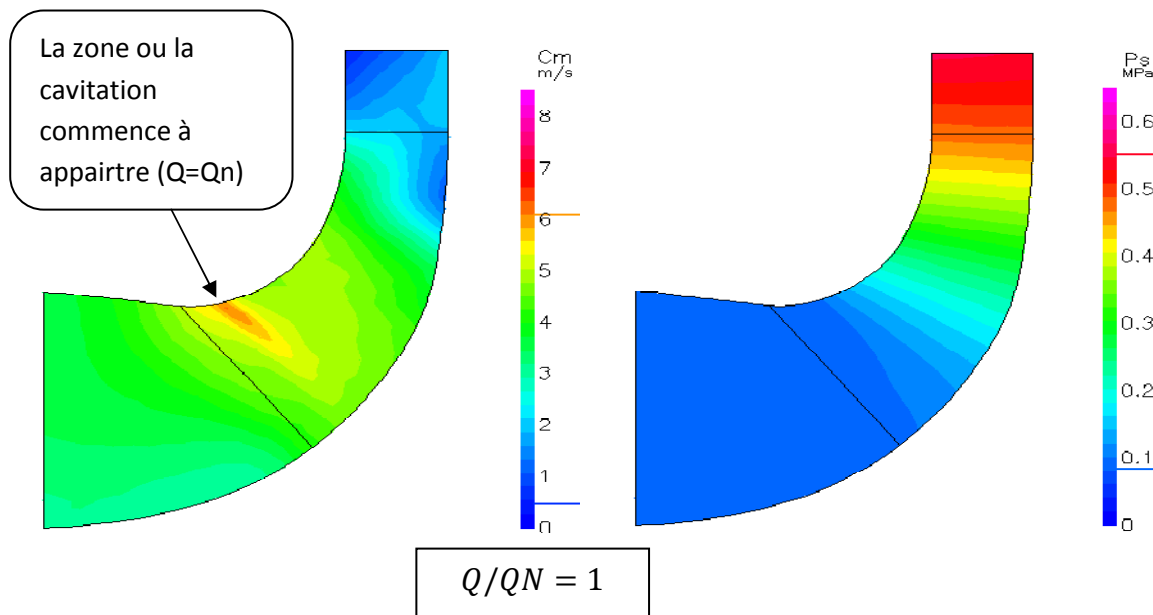 La zone ou la
cavitation
commence à
appairtre (Q=Qn)
Cm
m/s
8
7
6
5
4
3
2
1
0
Ps
MPa
0.6
0.5
0.4
0.3
0.2
0.1
0
Q/QN = 1